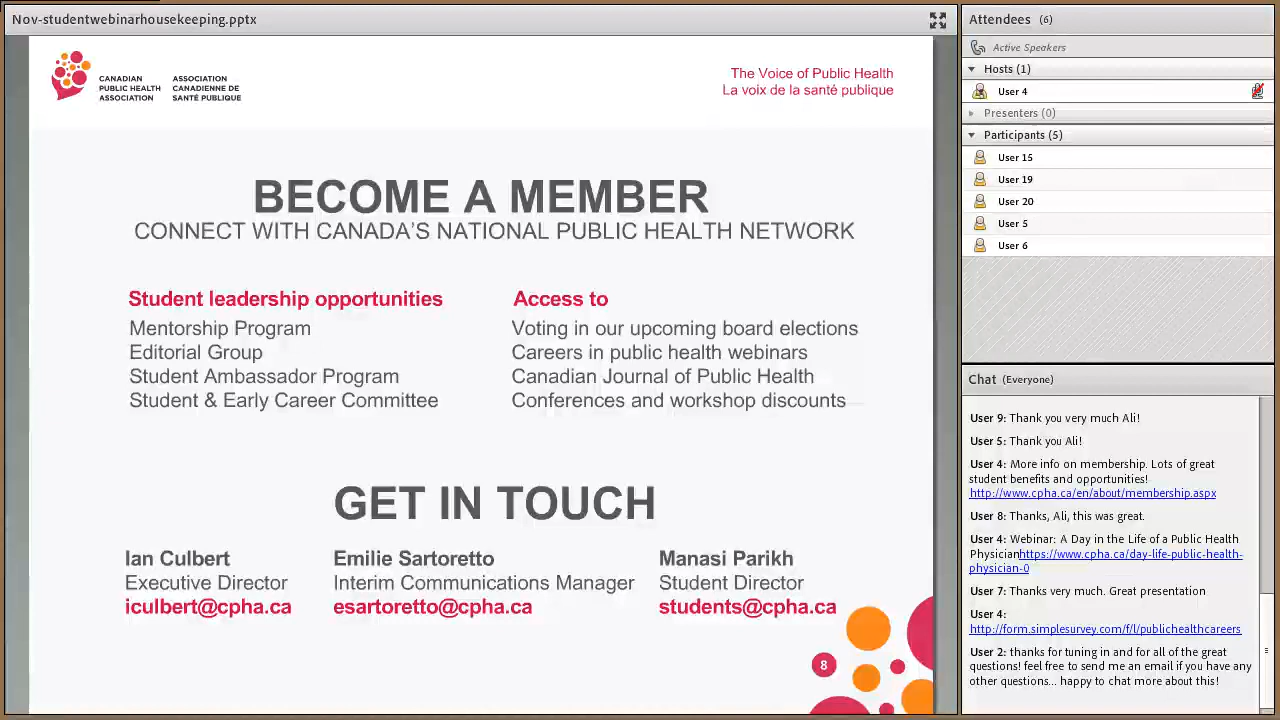 Nov-studentwebinarhousekeeping.pptx
CANADIAN
PUBLIC HEALTH
ASSOCIATION
ASSOCIATION
CANADIENNE DE
SANTÉ PUBLIQUE
The Voice of Public Health
La voix de la santé publique
BECOME A MEMBER
CONNECT WITH CANADA'S NATIONAL PUBLIC HEALTH NETWORK
Student leadership opportunities
Mentorship Program
Editorial Group
Student Ambassador Program
Student & Early Career Committee
Access to
Voting in our upcoming board elections
Careers in public health webinars
Canadian Journal of Public Health
Conferences and workshop discounts
GET IN TOUCH
Ian Culbert
Executive Director
iculbert@cpha.ca
Emilie Sartoretto
Interim Communications Manager
esartoretto@cpha.ca
Manasi Parikh
Student Director
students@cpha.ca
8
Attendees (6)
Active Speakers
Hosts (1)
User 4
Presenters (0)
Participants (5)
User 15
User 19
User 20
User 5
User 6
Chat (Everyone)
User 9: Thank you very much Ali!
User 5: Thank you Ali!
User 4: More info on membership. Lots of great
student benefits and opportunities!
http://www.cpha.ca/en/about/membership.aspx
User 8: Thanks, Ali, this was great.
User 4: Webinar: A Day in the Life of a Public Health
Physicianhttps://www.cpha.ca/day-life-public-health-
physician-0
User 7: Thanks very much. Great presentation
User 4:
http://form.simplesurvey.com/f/l/publichealthcareers
User 2: thanks for tuning in and for all of the great
questions! feel free to send me an email if you have any
other questions... happy to chat more about this!